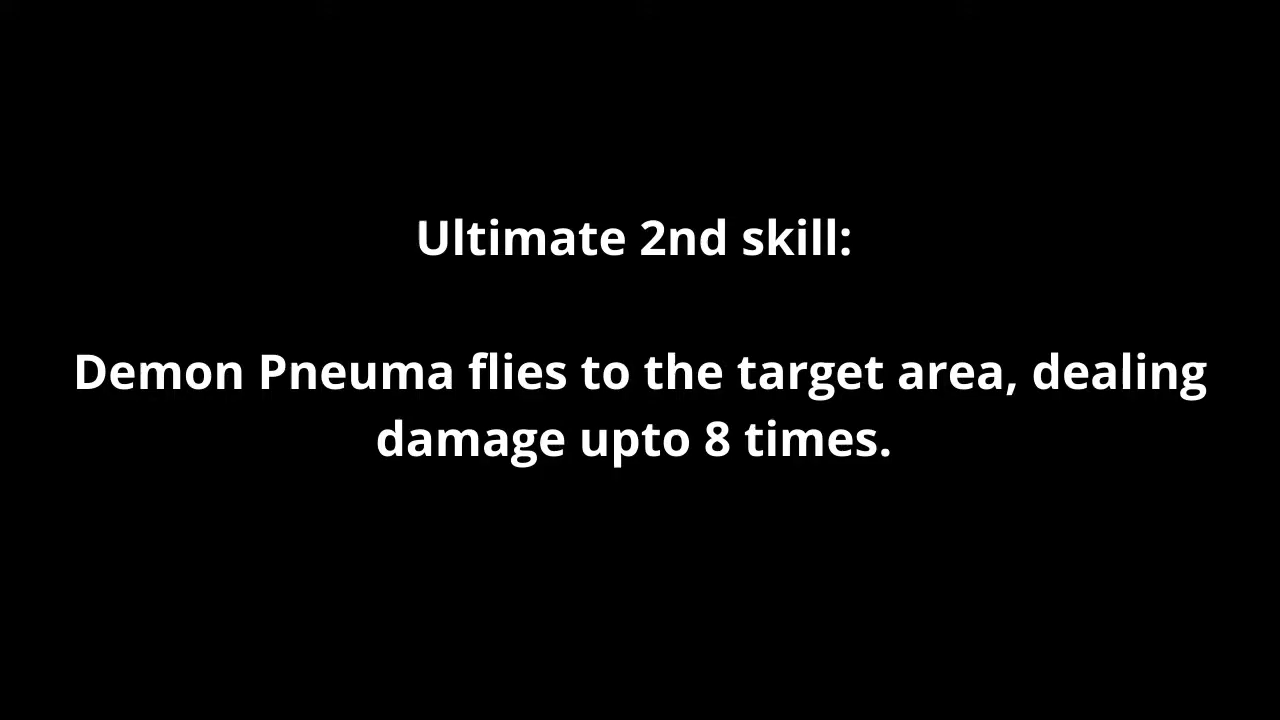 Ultimate 2nd skill:
Demon Pneuma flies to the target area, dealing
damage upto 8 times.